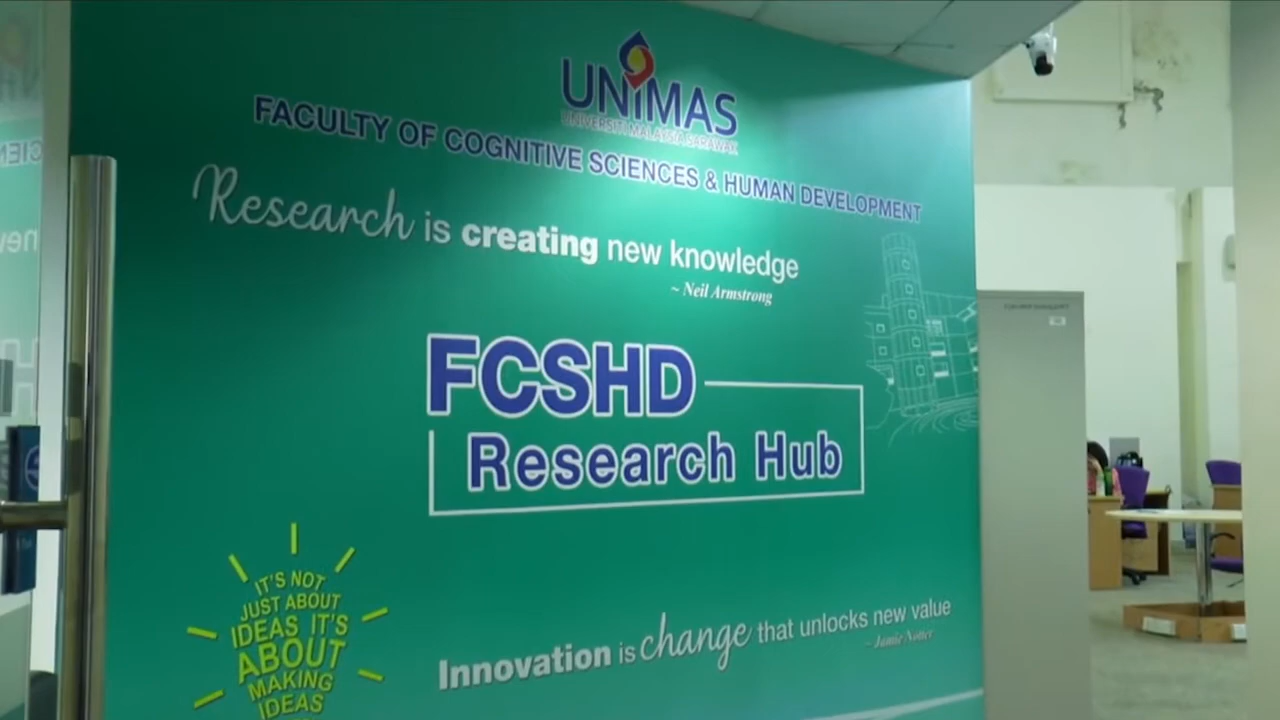 UNIMAS
UNIVERSITI MALAYSIA SARAWAK
FACULTY OF COGNITIVE SCIENCES & HUMAN DEVELOPMENT
Research is creating new knowledge
~ Neil Armstrong
FCSHD
Research Hub
IT'S NOT
JUST ABOUT
IDEAS IT'S
ABOUT
MAKING
IDEAS
Innovation is change that unlocks new value
~ Jamie Notter